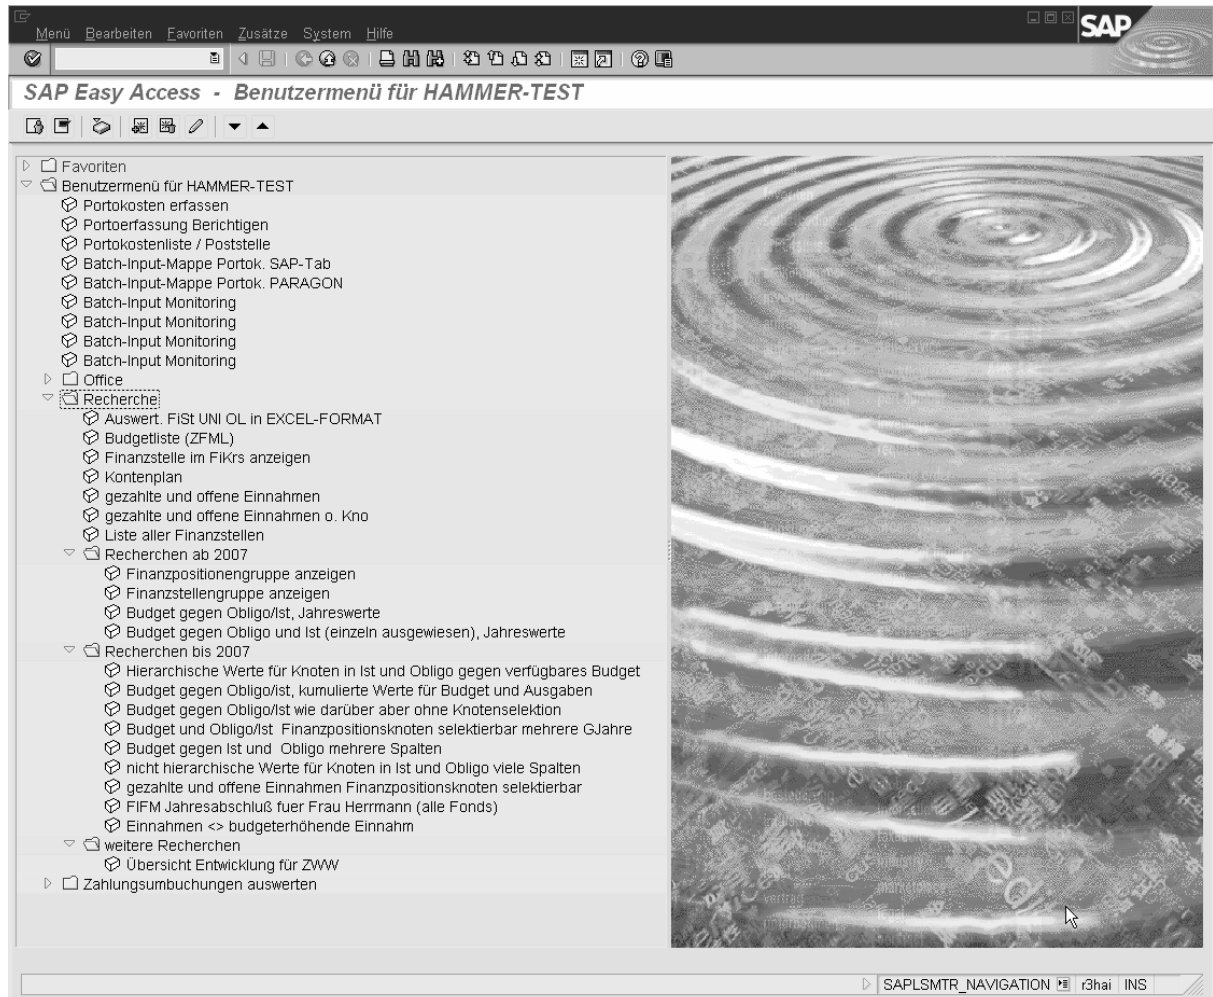 Menü Bearbeiten Favoriten Zusätze System Hilfe
SAP
SAP Easy Access - Benutzermenü für HAMMER-TEST
Favoriten
Benutzermenü für HAMMER-TEST
Portokosten erfassen
Portoerfassung Berichtigen
Portokostenliste / Poststelle
Batch-Input-Mappe Portok. SAP-Tab
Batch-Input-Mappe Portok. PARAGON
Batch-Input Monitoring
Batch-Input Monitoring
Batch-Input Monitoring
Batch-Input Monitoring
Office
Recherche
Auswert. FiSt UNI OL in EXCEL-FORMAT
Budgetliste (ZFML)
Finanzstelle im FiKrs anzeigen
Kontenplan
gezahlte und offene Einnahmen
gezahlte und offene Einnahmen o. Kno
Liste aller Finanzstellen
Recherchen ab 2007
Finanzpositionengruppe anzeigen
Finanzstellengruppe anzeigen
Budget gegen Obligo/Ist, Jahreswerte
Budget gegen Obligo und Ist (einzeln ausgewiesen), Jahreswerte
Recherchen bis 2007
Hierarchische Werte für Knoten in Ist und Obligo gegen verfügbares Budget
Budget gegen Obligo/ist, kumulierte Werte für Budget und Ausgaben
Budget gegen Obligo/Ist wie darüber aber ohne Knotenselektion
Budget und Obligo/Ist Finanzpositionsknoten selektierbar mehrere GJahre
Budget gegen Ist und Obligo mehrere Spalten
nicht hierarchische Werte für Knoten in Ist und Obligo viele Spalten
gezahlte und offene Einnahmen Finanzpositionsknoten selektierbar
FIFM Jahresabschluß fuer Frau Herrmann (alle Fonds)
Einnahmen <> budgeterhöhende Einnahm
weitere Recherchen
Übersicht Entwicklung für ZWW
Zahlungsumbuchungen auswerten
SAPLSMTR_NAVIGATION r3hai INS